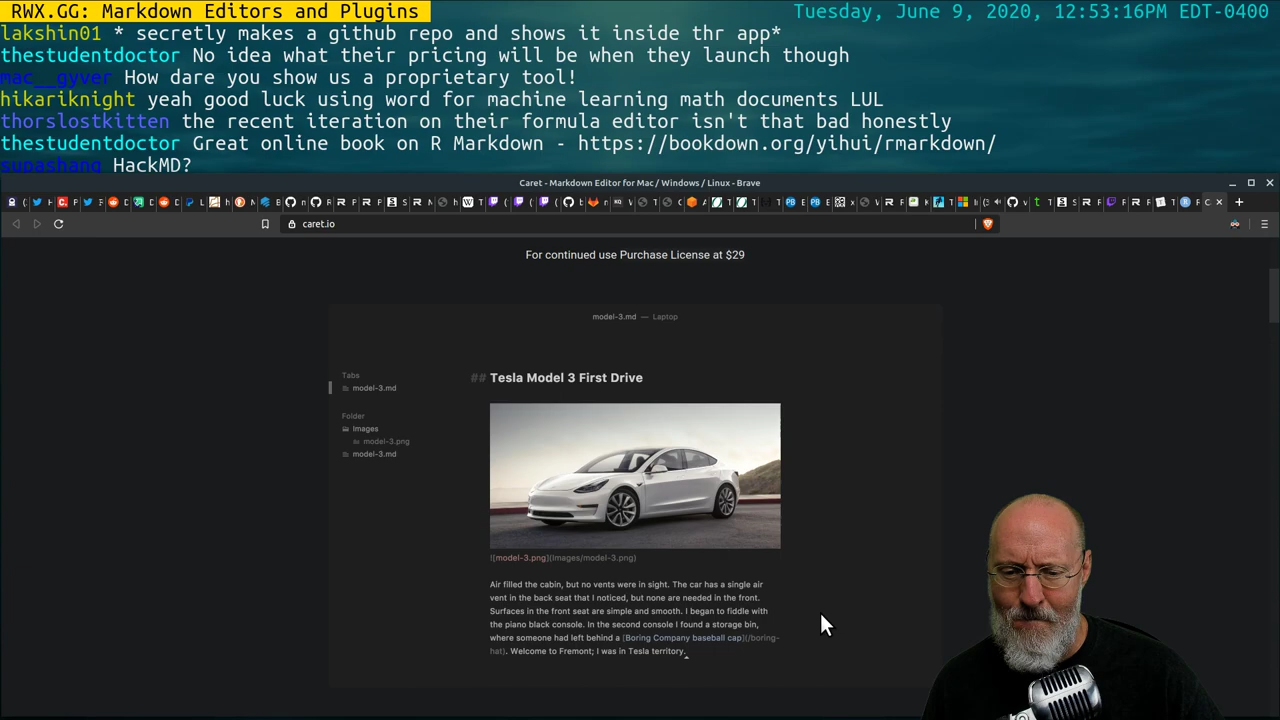 RWX.GG: Markdown Editors and Plugins
Tuesday, June 9, 2020, 12:53:16PM EDT-0400
lakshin01 * secretly makes a github repo and shows it inside thr app*
thestudentdoctor No idea what their pricing will be when they launch though
mac__gyver How dare you show us a proprietary tool!
hikariknight yeah good luck using word for machine learning math documents LUL
thorslostkitten the recent iteration on their formula editor isn't that bad honestly
thestudentdoctor Great online book on R Markdown - https://bookdown.org/yihui/rmarkdown/
supashang HackMD?
Caret - Markdown Editor for Mac / Windows / Linux - Brave
caret.io
For continued use Purchase License at $29
model-3.md — Laptop
Tabs
model-3.md
Folder
Images
model-3.png
model-3.md
## Tesla Model 3 First Drive
![model-3.png](images/model-3.png)
Air filled the cabin, but no vents were in sight. The car has a single air
vent in the back seat that I noticed, but none are needed in the front.
Surfaces in the front seat are simple and smooth. I began to fiddle with
the piano black console. In the second console I found a storage bin,
where someone had left behind a [Boring Company baseball cap](/boring-
hat). Welcome to Fremont; I was in Tesla territory.